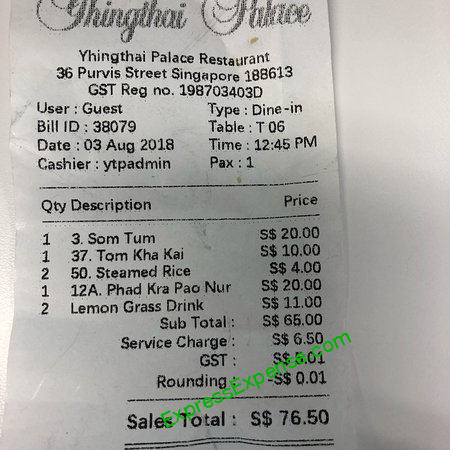 Yhingthai Palace
Yhingthai Palace Restaurant
36 Purvis Street Singapore 188613
GST Reg no. 198703403D
User : Guest Type : Dine-in
Bill ID : 38079 Table : T 06
Date : 03 Aug 2018 Time : 12:45 PM
Cashier : ytpadmin Pax : 1
Qty Description Price
1 3. Som Tum S$ 20.00
1 37. Tom Kha Kai S$ 10.00
2 50. Steamed Rice S$ 4.00
1 12A. Phad Kra Pao Nur S$ 20.00
2 Lemon Grass Drink S$ 11.00
Sub Total : S$ 65.00
Service Charge : S$ 6.50
GST : S$ 5.01
Rounding : -S$ 0.01
Sales Total : S$ 76.50
ExpressExpense.com